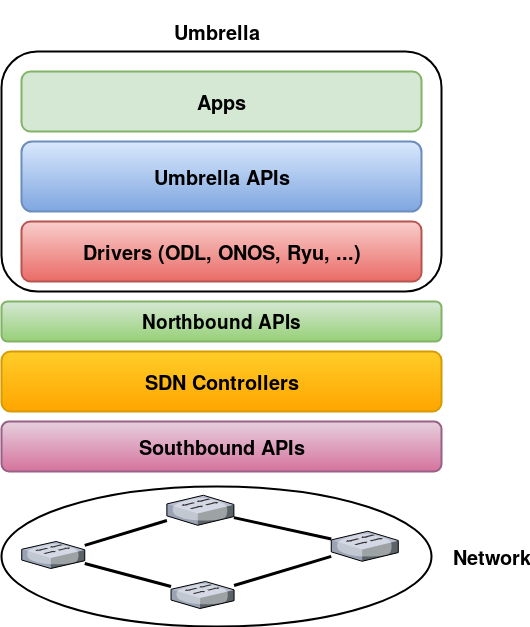 Umbrella
Apps
Umbrella APIs
Drivers (ODL, ONOS, Ryu, ...)
Northbound APIs
SDN Controllers
Southbound APIs
Network